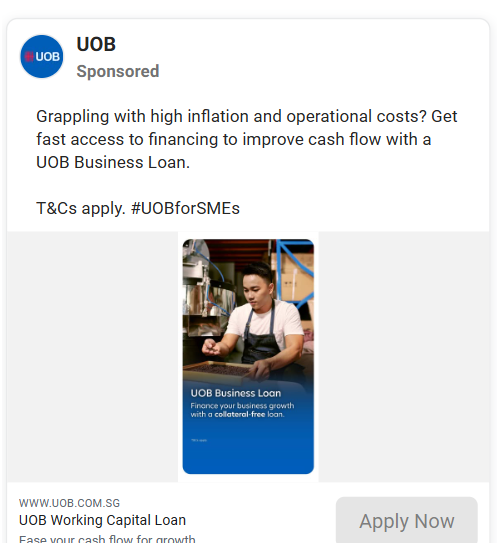 UOB
UOB
Sponsored
Grappling with high inflation and operational costs? Get
fast access to financing to improve cash flow with a
UOB Business Loan.
T&Cs apply. #UOBforSMEs
UOB Business Loan
Finance your business growth
with a collateral-free loan.
WWW.UOB.COM.SG
UOB Working Capital Loan
Ease your cash flow for growth
Apply Now